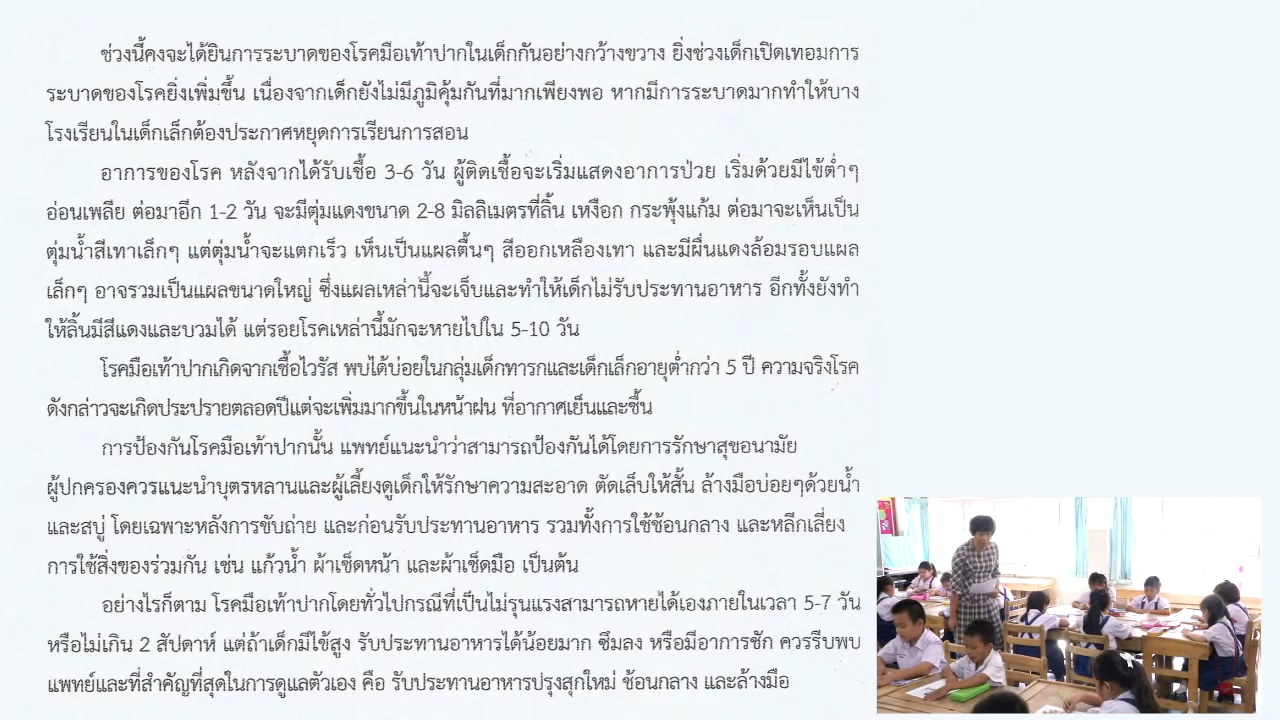 ช่วงนี้คงจะได้ยินการระบาดของโรคมือเท้าปากในเด็กกันอย่างกว้างขวาง ยิ่งช่วงเด็กเปิดเทอมการ
ระบาดของโรคยิ่งเพิ่มขึ้น เนื่องจากเด็กยังไม่มีภูมิคุ้มกันที่มากเพียงพอ หากมีการระบาดมากทำให้บาง
โรงเรียนในเด็กเล็กต้องประกาศหยุดการเรียนการสอน
อาการของโรค หลังจากได้รับเชื้อ 3-6 วัน ผู้ติดเชื้อจะเริ่มแสดงอาการป่วย เริ่มด้วยมีไข้ต่ำๆ
อ่อนเพลีย ต่อมาอีก 1-2 วัน จะมีตุ่มแดงขนาด 2-8 มิลลิเมตรที่ลิ้น เหงือก กระพุ้งแก้ม ต่อมาจะเห็นเป็น
ตุ่มน้ำสีเทาเล็กๆ แต่ตุ่มน้ำจะแตกเร็ว เห็นเป็นแผลตื้นๆ สีออกเหลืองเทา และมีผื่นแดงล้อมรอบแผล
เล็กๆ อาจรวมเป็นแผลขนาดใหญ่ ซึ่งแผลเหล่านี้จะเจ็บและทำให้เด็กไม่รับประทานอาหาร อีกทั้งยังทำ
ให้ลิ้นมีสีแดงและบวมได้ แต่รอยโรคเหล่านี้มักจะหายไปใน 5-10 วัน
โรคมือเท้าปากเกิดจากเชื้อไวรัส พบได้บ่อยในกลุ่มเด็กทารกและเด็กเล็กอายุต่ำกว่า 5 ปี ความจริงโรค
ดังกล่าวจะเกิดประปรายตลอดปีแต่จะเพิ่มมากขึ้นในหน้าฝน ที่อากาศเย็นและชื้น
การป้องกันโรคมือเท้าปากนั้น แพทย์แนะนำว่าสามารถป้องกันได้โดยการรักษาสุขอนามัย
ผู้ปกครองควรแนะนำบุตรหลานและผู้เลี้ยงดูเด็กให้รักษาความสะอาด ตัดเล็บให้สั้น ล้างมือบ่อยๆด้วยน้ำ
และสบู่ โดยเฉพาะหลังการขับถ่าย และก่อนรับประทานอาหาร รวมทั้งการใช้ช้อนกลาง และหลีกเลี่ยง
การใช้สิ่งของร่วมกัน เช่น แก้วน้ำ ผ้าเช็ดหน้า และผ้าเช็ดมือ เป็นต้น
อย่างไรก็ตาม โรคมือเท้าปากโดยทั่วไปกรณีที่เป็นไม่รุนแรงสามารถหายได้เองภายในเวลา 5-7 วัน
หรือไม่เกิน 2 สัปดาห์ แต่ถ้าเด็กมีไข้สูง รับประทานอาหารได้น้อยมาก ซึมลง หรือมีอาการชัก ควรรีบพบ
แพทย์และที่สำคัญที่สุดในการดูแลตัวเอง คือ รับประทานอาหารปรุงสุกใหม่ ช้อนกลาง และล้างมือ